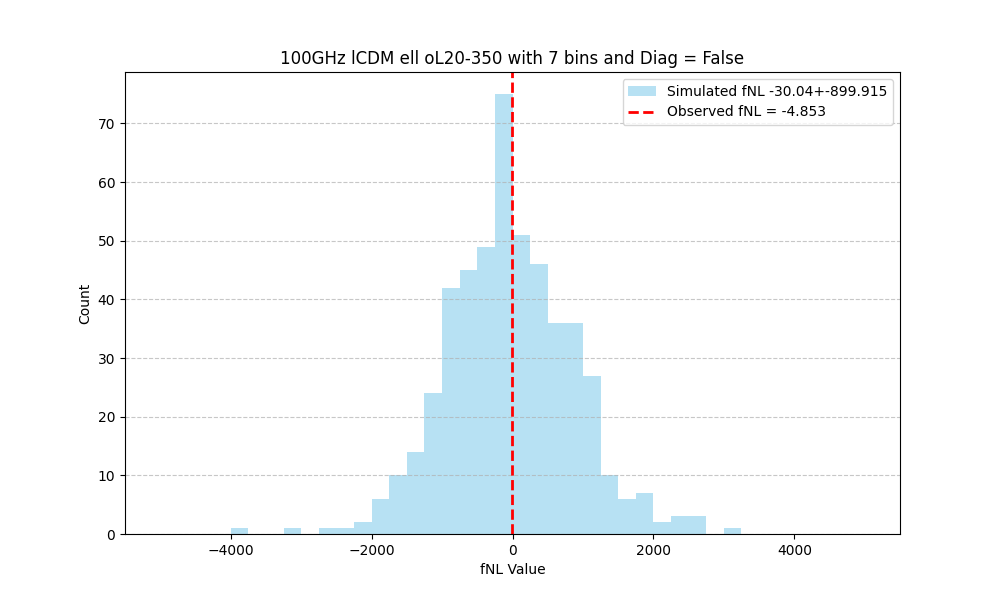 100GHz lCDM ell oL20-350 with 7 bins and Diag = False
Simulated fNL -30.04+-899.915
Observed fNL = -4.853
70
60
50
40
30
20
10
0
Count
−4000
−2000
0
2000
4000
fNL Value